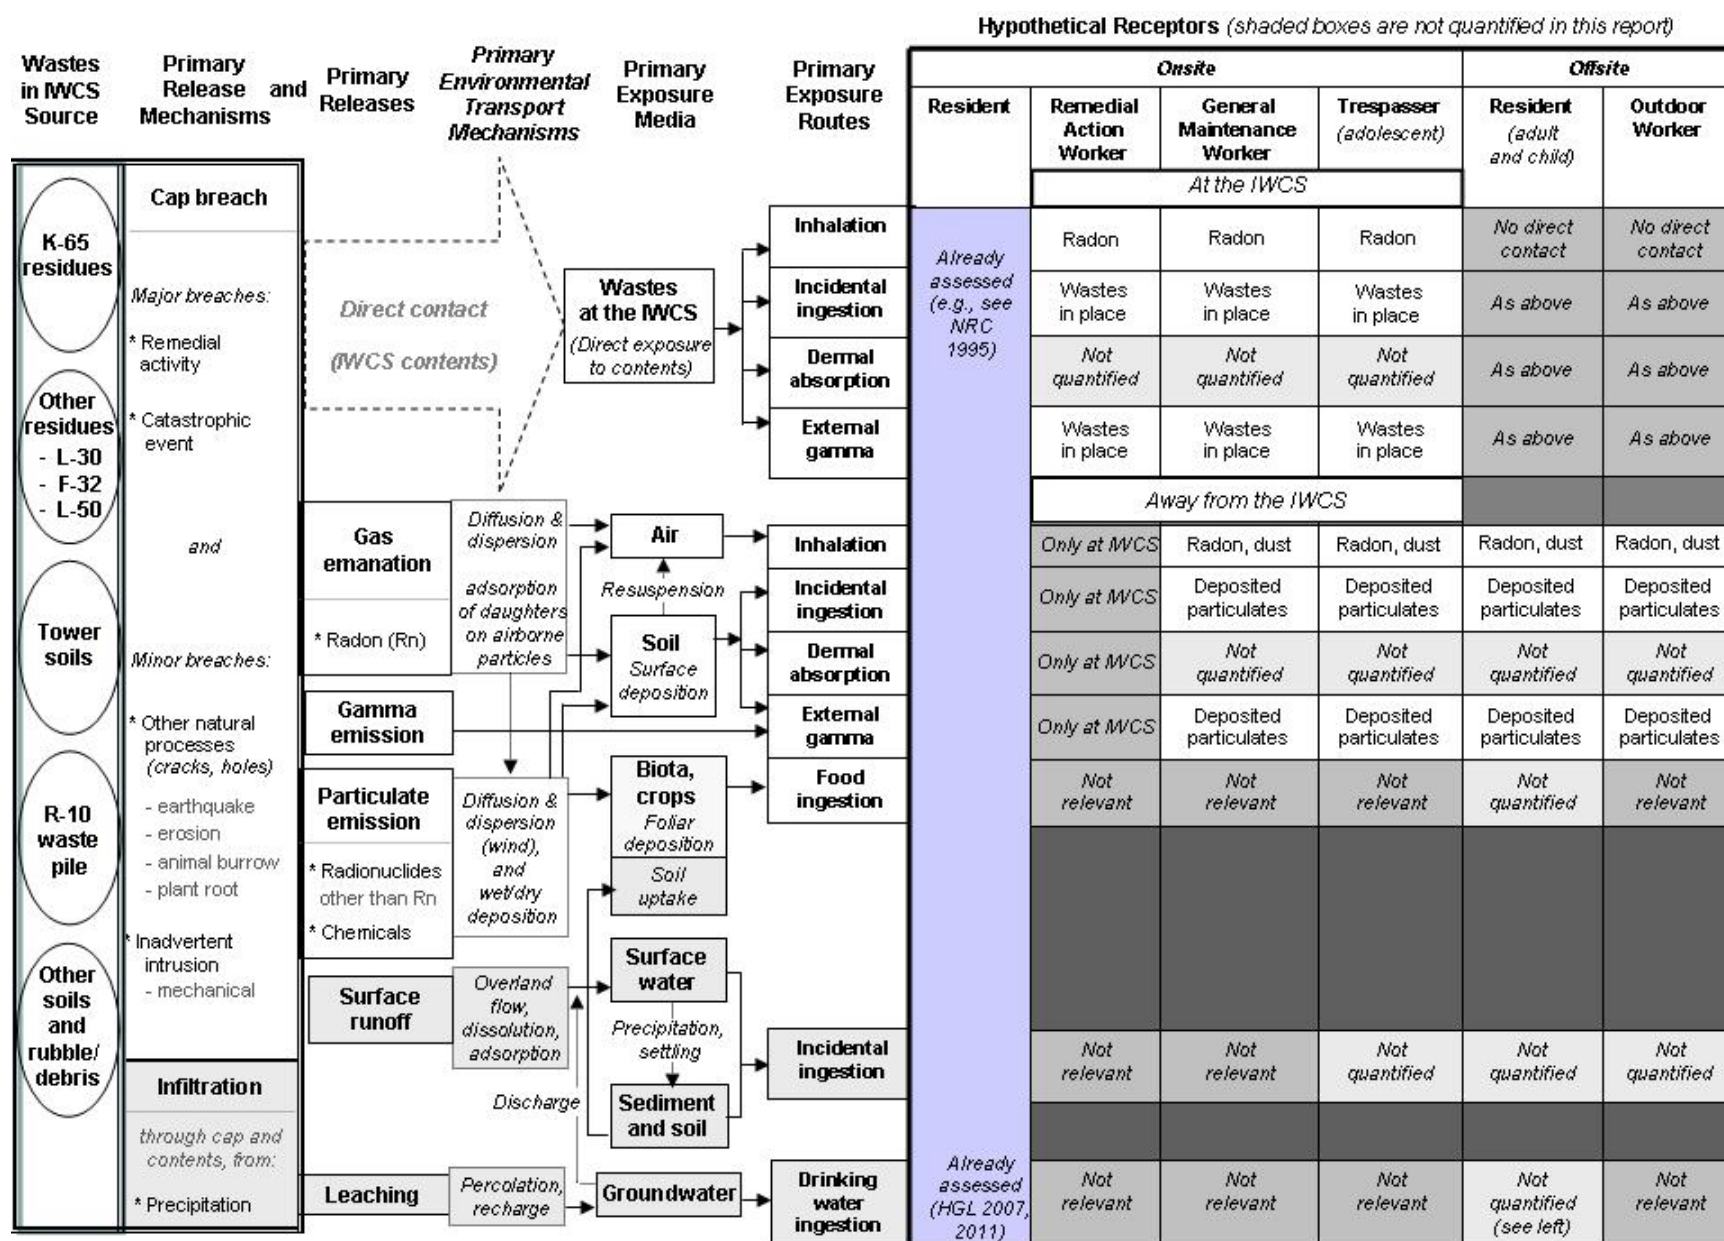 Hypothetical Receptors (shaded boxes are not quantified in this report)
Wastes
in IWCS
Source
Primary
Release and
Mechanisms
Primary
Releases
Primary
Environmental
Transport
Mechanisms
Primary
Exposure
Media
Primary
Exposure
Routes
Onsite
Offsite
Resident
Remedial
Action
Worker
General
Maintenance
Worker
Trespasser
(adolescent)
Resident
(adult
and child)
Outdoor
Worker
At the IWCS
K-65
residues
Other
residues
- L-30
- F-32
- L-50
Tower
soils
R-10
waste
pile
Other
soils
and
rubble/
debris
Cap breach
Major breaches:
* Remedial
activity
* Catastrophic
event
and
Minor breaches:
* Other natural
processes
(cracks, holes)
- earthquake
- erosion
- animal burrow
- plant root
* Inadvertent
intrusion
- mechanical
Infiltration
through cap and
contents, from:
* Precipitation
Direct contact
(IWCS contents)
Gas
emanation
* Radon (Rn)
Gamma
emission
Particulate
emission
* Radionuclides
other than Rn
* Chemicals
Surface
runoff
Leaching
Diffusion &
dispersion
adsorption
of daughters
on airborne
particles
Diffusion &
dispersion
(wind),
and
wet/dry
deposition
Overland
flow,
dissolution,
adsorption
Discharge
Percolation,
recharge
Wastes
at the IWCS
(Direct exposure
to contents)
Air
Resuspension
Soil
Surface
deposition
Biota,
crops
Foliar
deposition
Soil
uptake
Surface
water
Precipitation,
settling
Sediment
and soil
Groundwater
Already
assessed
(e.g., see
NRC
1995)
Inhalation
Radon
Radon
Radon
No direct
contact
No direct
contact
Incidental
ingestion
Wastes
in place
Wastes
in place
Wastes
in place
As above
As above
Dermal
absorption
Not
quantified
Not
quantified
Not
quantified
As above
As above
External
gamma
Wastes
in place
Wastes
in place
Wastes
in place
As above
As above
Away from the IWCS
Inhalation
Only at IWCS
Radon, dust
Radon, dust
Radon, dust
Radon, dust
Incidental
ingestion
Only at IWCS
Deposited
particulates
Deposited
particulates
Deposited
particulates
Deposited
particulates
Dermal
absorption
Only at IWCS
Not
quantified
Not
quantified
Not
quantified
Not
quantified
External
gamma
Only at IWCS
Deposited
particulates
Deposited
particulates
Deposited
particulates
Deposited
particulates
Food
ingestion
Not
relevant
Not
relevant
Not
relevant
Not
quantified
Not
relevant
Incidental
ingestion
Not
relevant
Not
relevant
Not
quantified
Not
quantified
Not
quantified
Drinking
water
ingestion
Already
assessed
(HGL 2007,
2011)
Not
relevant
Not
relevant
Not
relevant
Not
quantified
(see left)
Not
relevant